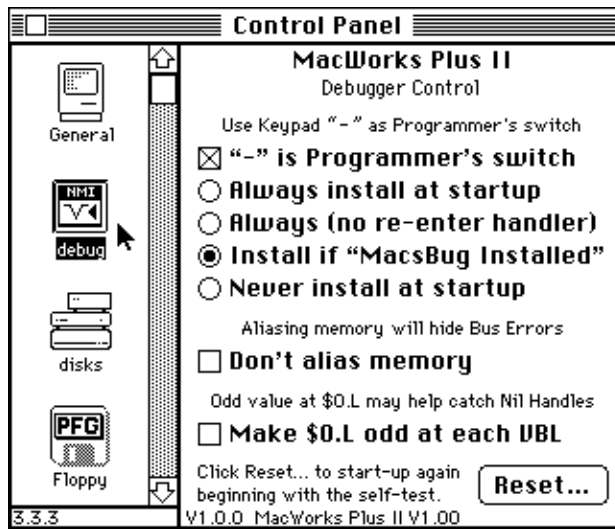 Control Panel
General
NMI
debug
disks
PFG
Floppy
3.3.3
MacWorks Plus II
Debugger Control
Use Keypad "-" as Programmer's switch
"-" is Programmer's switch
Always install at startup
Always (no re-enter handler)
Install if "MacsBug Installed"
Never install at startup
Aliasing memory will hide Bus Errors
Don't alias memory
Odd value at $0.L may help catch Nil Handles
Make $0.L odd at each VBL
Click Reset... to start-up again
beginning with the self-test.
Reset...
V1.0.0 MacWorks Plus II V1.00